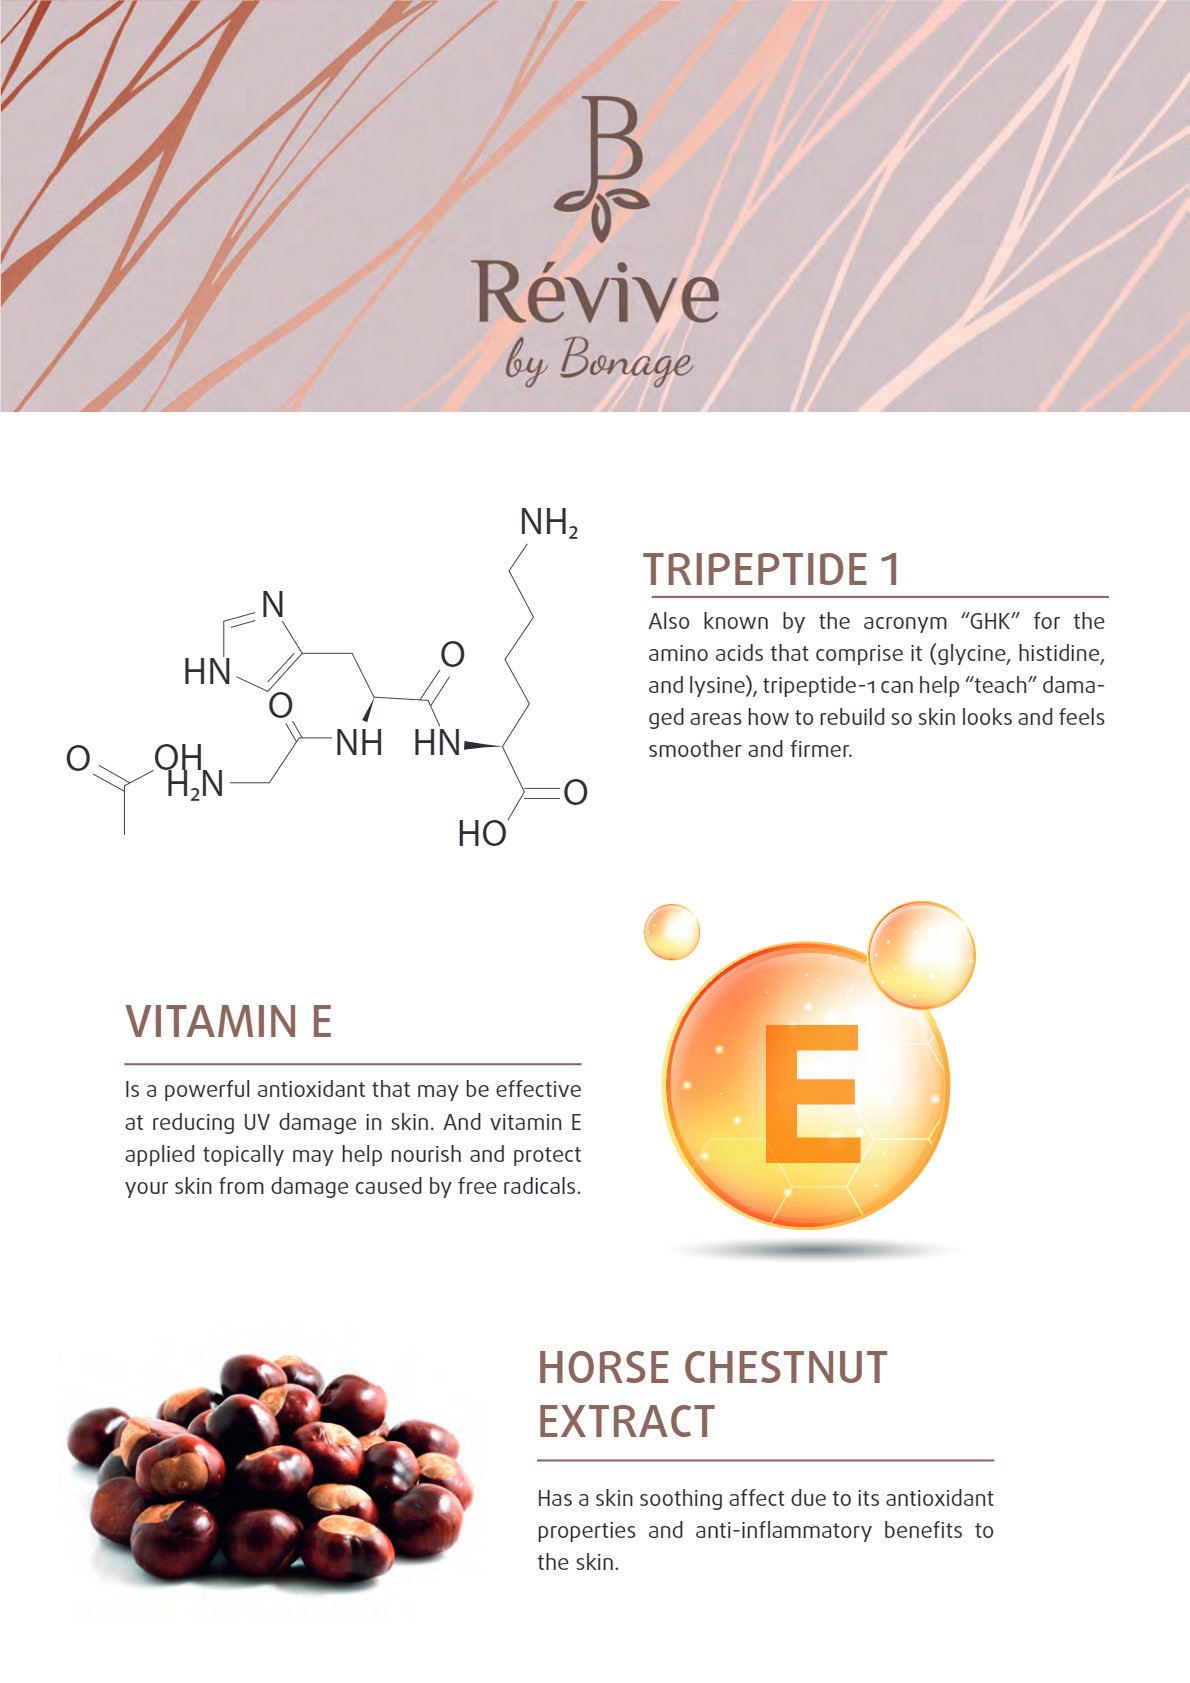 B
Révive
by Bonage
NH₂
N
HN
O
O
NH
HN
O
OH
H₂N
O
HO
TRIPEPTIDE 1
Also known by the acronym “GHK” for the
amino acids that comprise it (glycine, histidine,
and lysine), tripeptide-1 can help “teach” dama-
ged areas how to rebuild so skin looks and feels
smoother and firmer.
VITAMIN E
Is a powerful antioxidant that may be effective
at reducing UV damage in skin. And vitamin E
applied topically may help nourish and protect
your skin from damage caused by free radicals.
E
HORSE CHESTNUT
EXTRACT
Has a skin soothing affect due to its antioxidant
properties and anti-inflammatory benefits to
the skin.